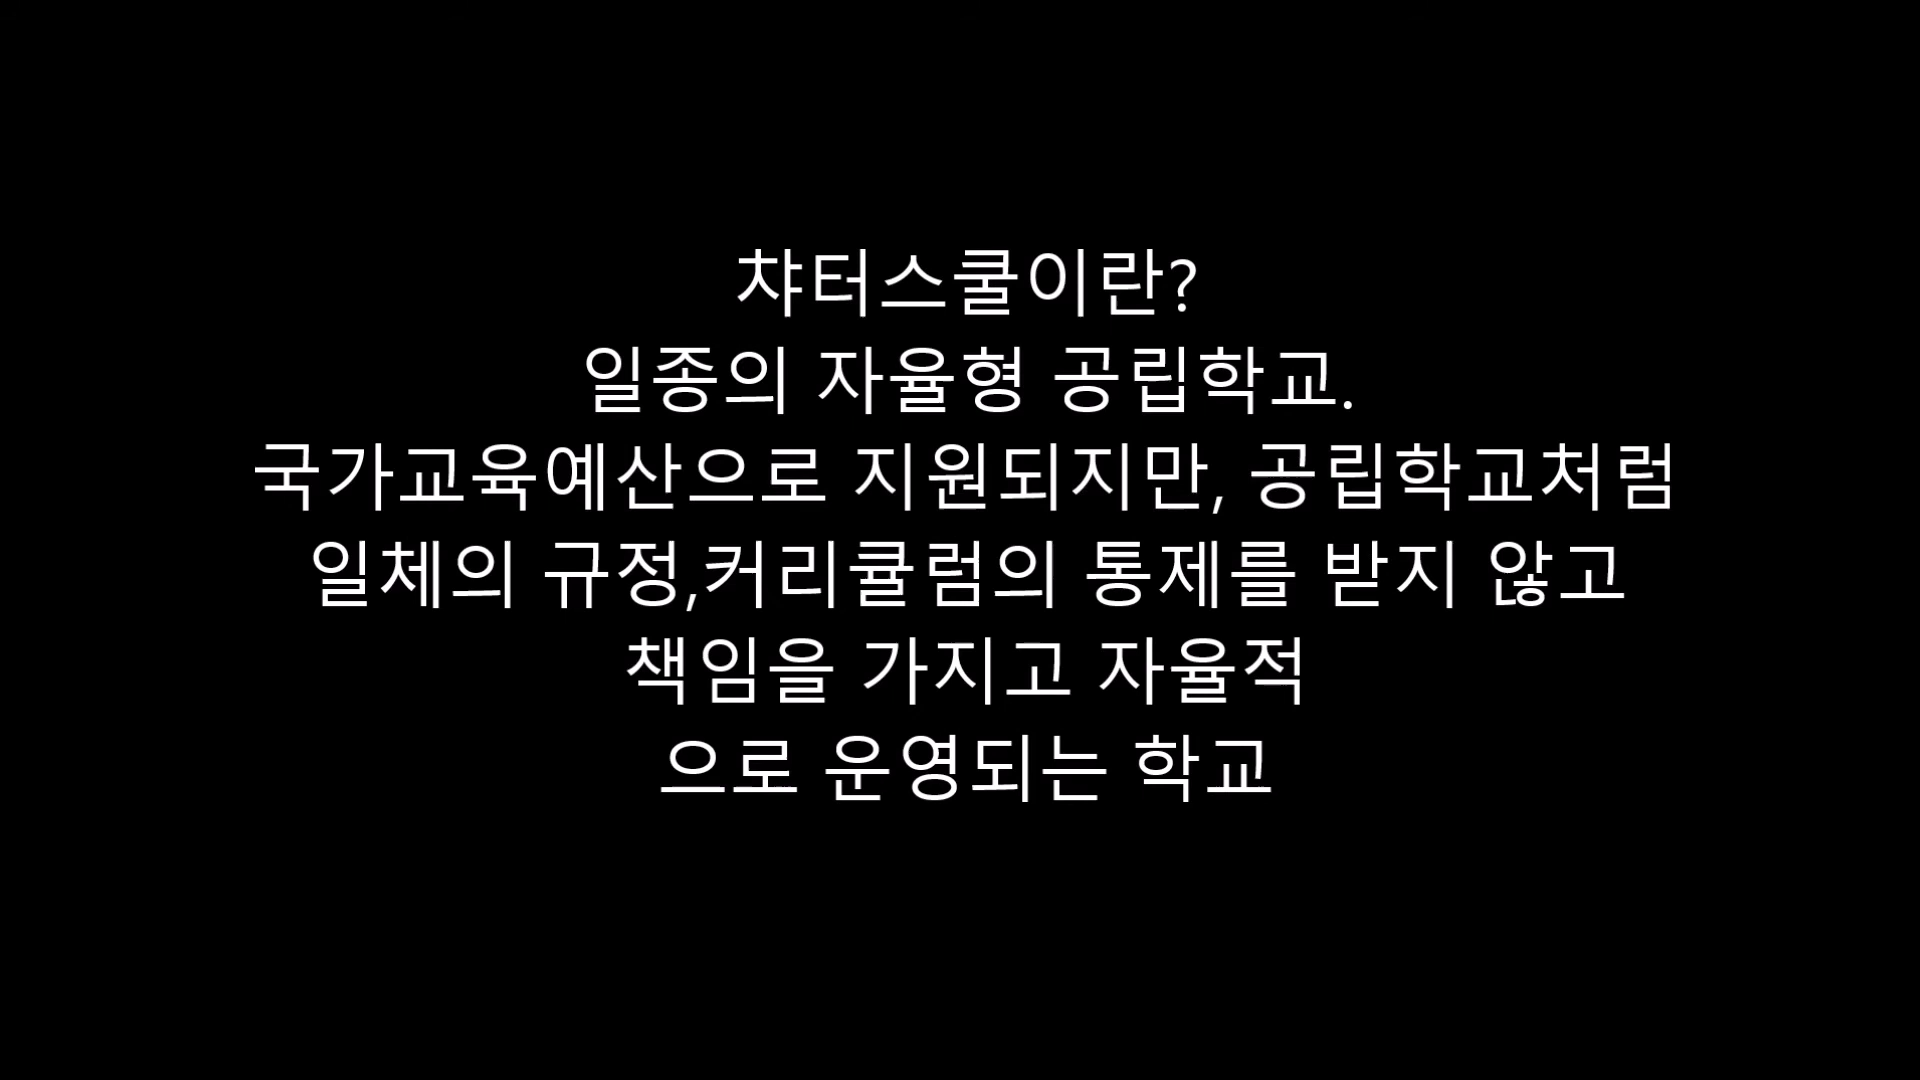 챠터스쿨이란?
일종의 자율형 공립학교.
국가교육예산으로 지원되지만, 공립학교처럼
일체의 규정,커리큘럼의 통제를 받지 않고
책임을 가지고 자율적
으로 운영되는 학교